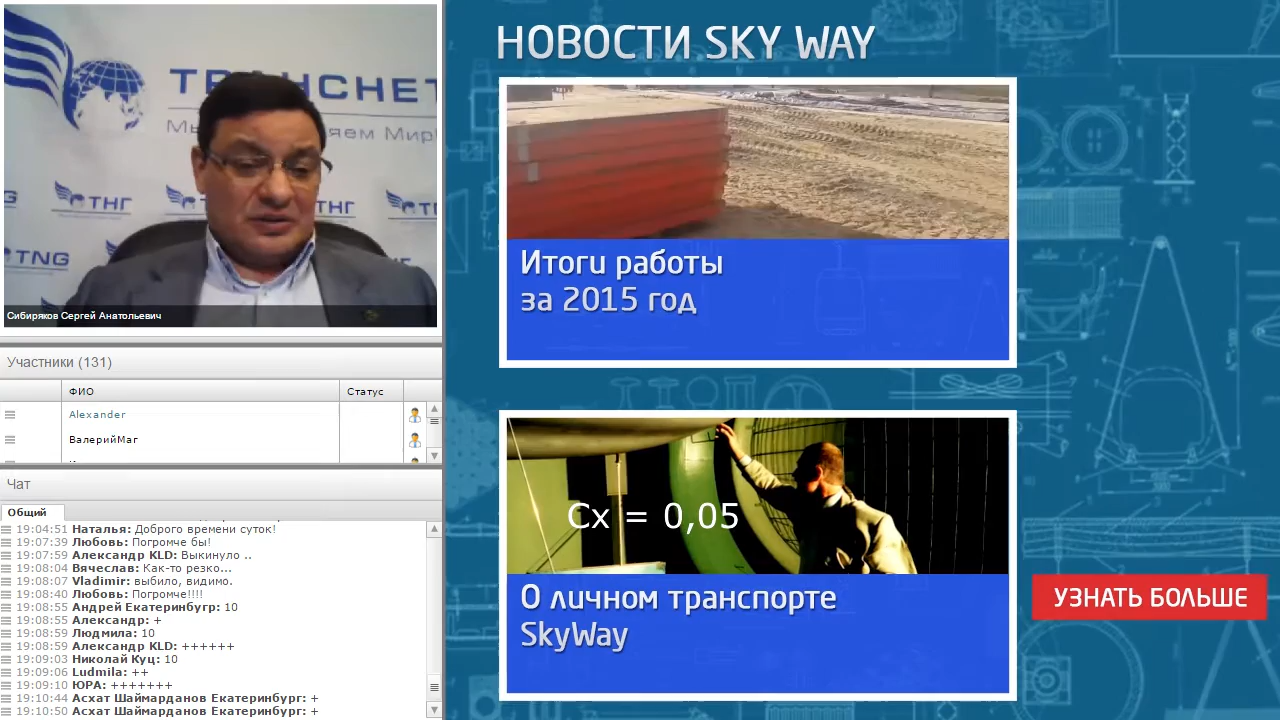 ТРАНСНЕТ
ТНГ
ТНГ
TNG
Сибиряков Сергей Анатольевич
Участники (131)
ФИО
Статус
Alexander
ВалерийМаг
Чат
Общий
19:04:51 Наталья: Доброго времени суток!
19:07:39 Любовь: Погромче бы!
19:07:59 Александр KLD: Выкинуло ..
19:08:04 Вячеслав: Как-то резко...
19:08:07 Vladimir: выбило, видимо.
19:08:40 Любовь: Погромче!!!!
19:08:55 Андрей Екатеринбугр: 10
19:08:55 Александр: +
19:08:59 Людмила: 10
19:08:59 Александр KLD: ++++++
19:09:03 Николай Куц: 10
19:09:06 Ludmila: ++
19:09:10 ЮРА: +++++++
19:10:44 Асхат Шаймарданов Екатеринбург: +
19:10:50 Асхат Шаймарданов Екатеринбург: +
НОВОСТИ SKY WAY
Итоги работы
за 2015 год
Cx = 0,05
О личном транспорте
SkyWay
УЗНАТЬ БОЛЬШЕ